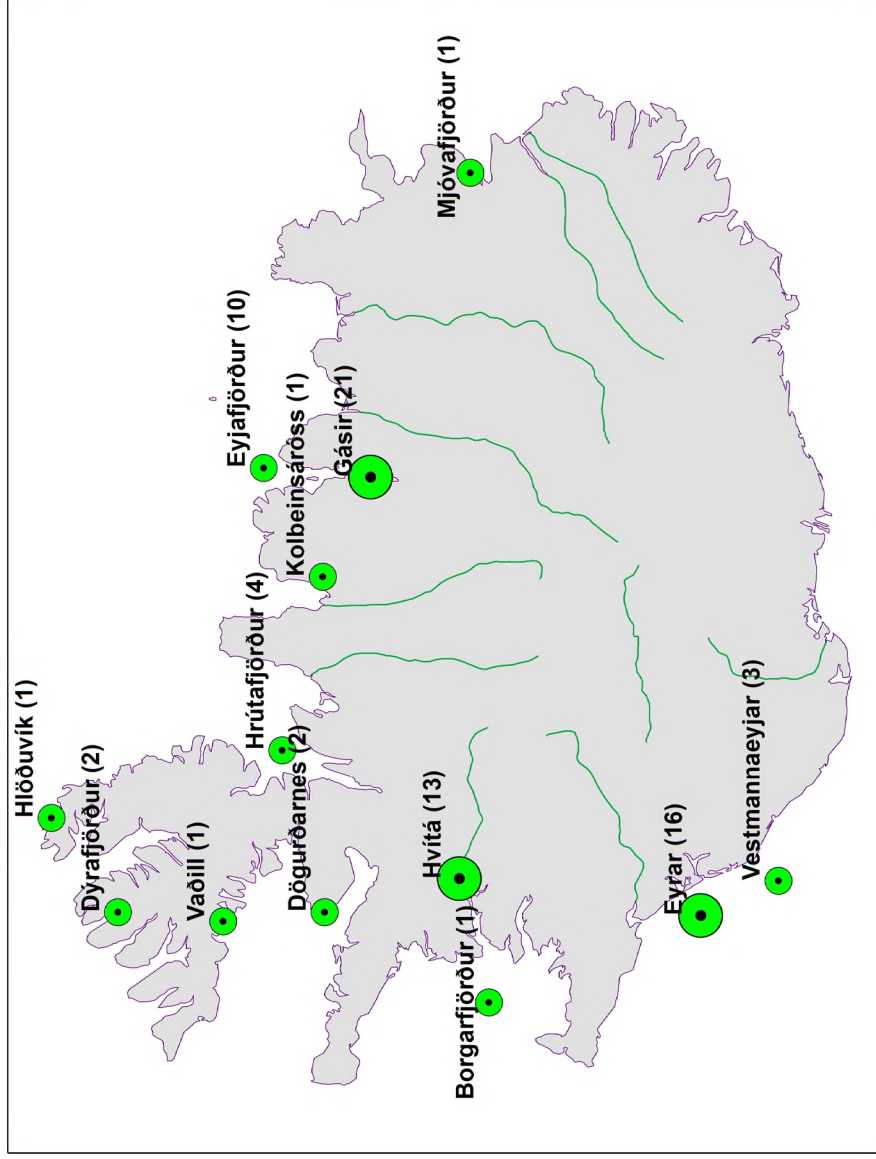 Hlöðuvík (1)
Dýrafjörður (2)
Vaðill (1)
Hrútafjörður (4)
Dögurðarnes (2)
Eyjafjörður (10)
Kolbeinsáróss (1)
Gásir (21)
Mjóvafjörður (1)
Hvítá (13)
Borgarfjörður (1)
Eyrar (16)
Vestmannaeyjar (3)